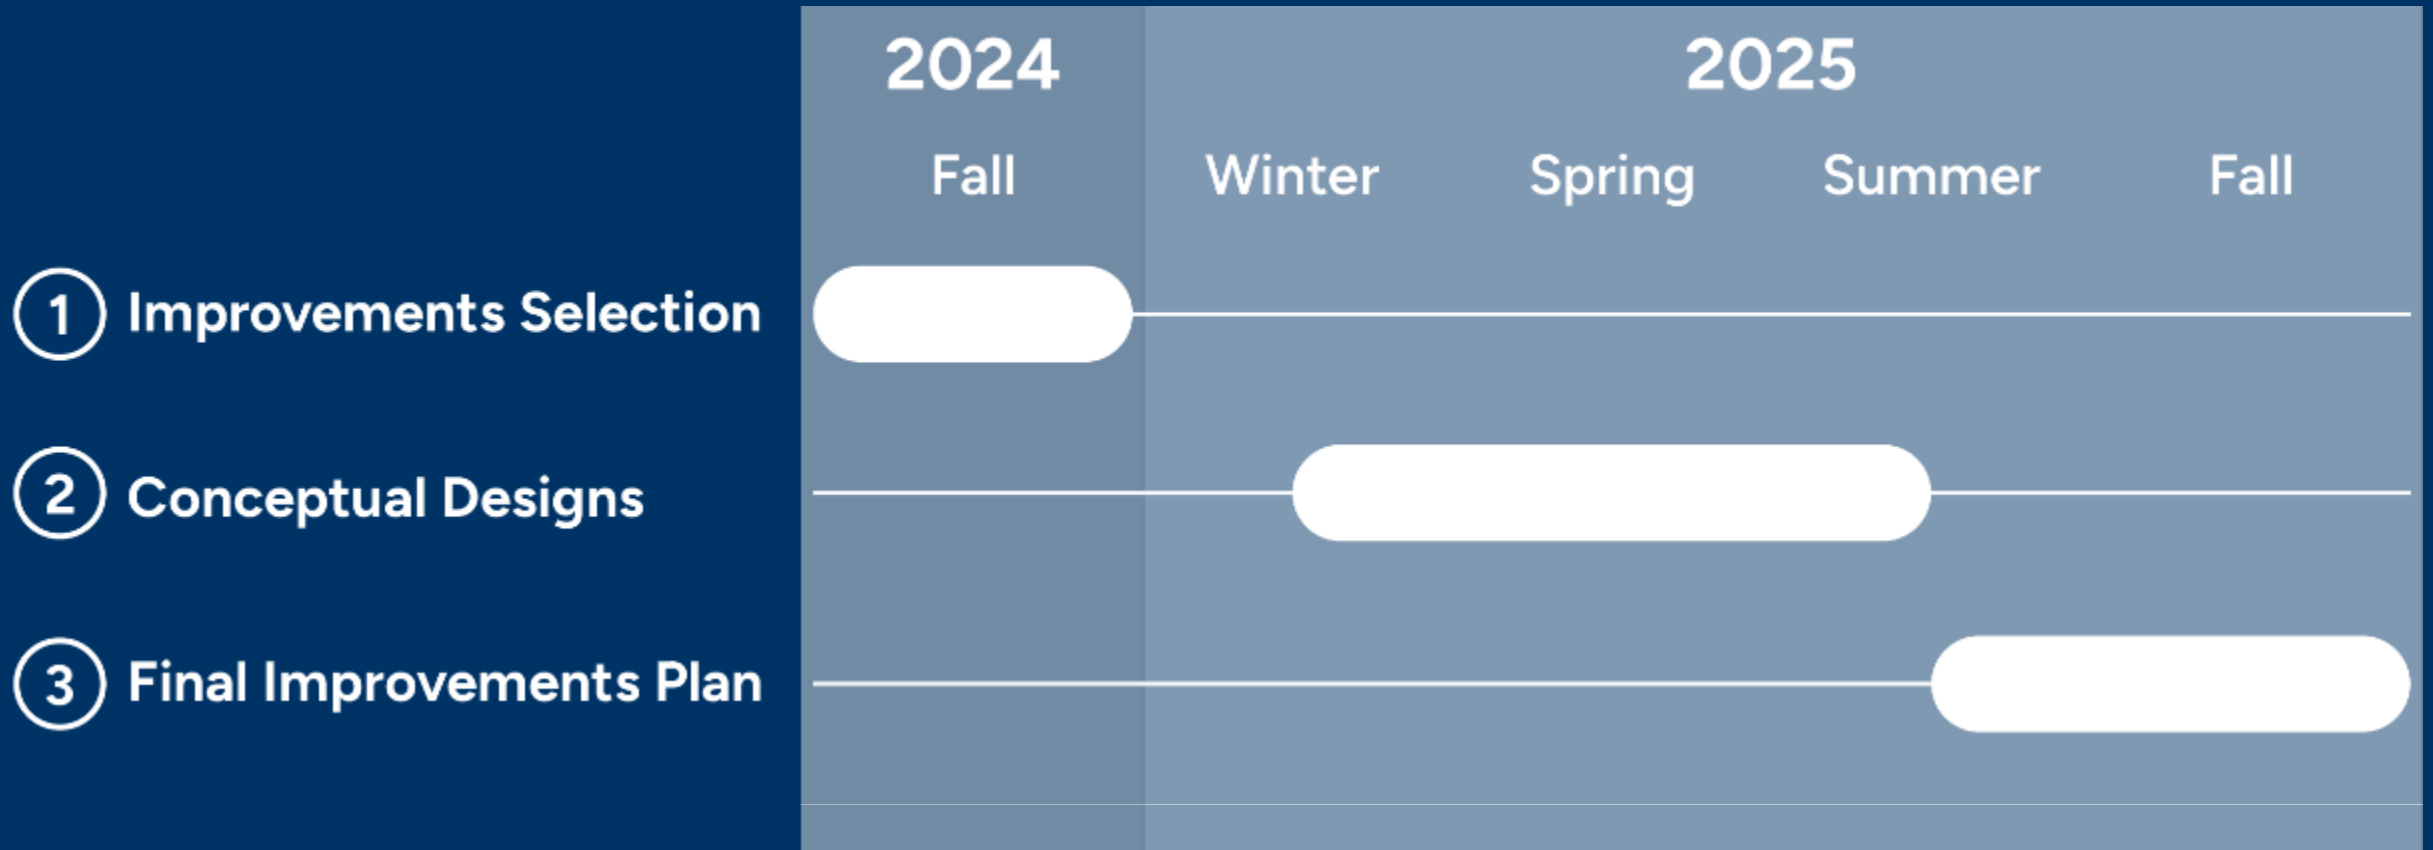 2024 2025
Fall Winter Spring Summer Fall
1 Improvements Selection
2 Conceptual Designs
3 Final Improvements Plan